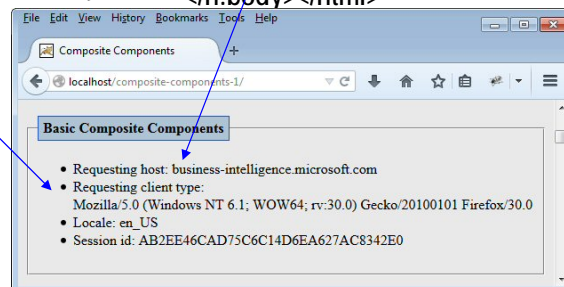 </h:body></html>
File Edit View History Bookmarks Tools Help
Composite Components
localhost/composite-components-1/
Basic Composite Components
• Requesting host: business-intelligence.microsoft.com
• Requesting client type:
Mozilla/5.0 (Windows NT 6.1; WOW64; rv:30.0) Gecko/20100101 Firefox/30.0
• Locale: en_US
• Session id: AB2EE46CAD75C6C14D6EA627AC8342E0